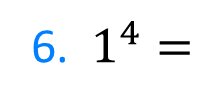 6. 1⁴ =